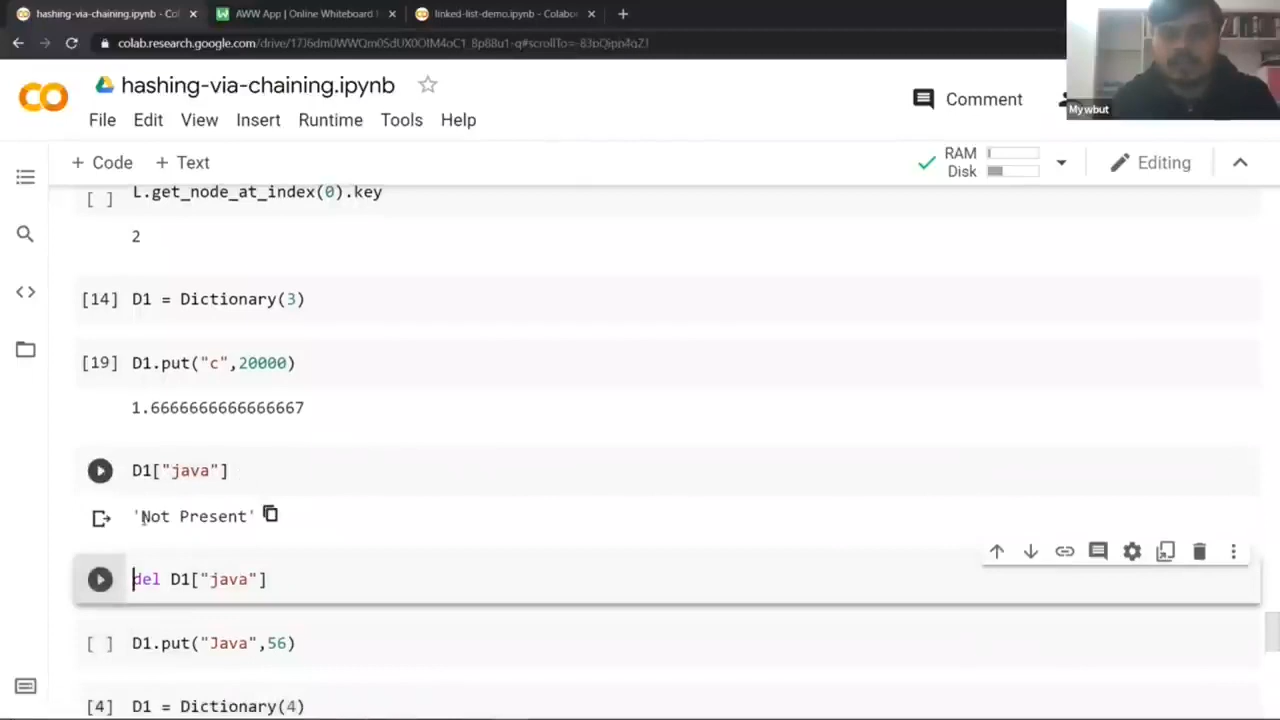 hashing-via-chaining.ipynb - Col
AWW App | Online Whiteboard
linked-list-demo.ipynb - Colabor
hashing-via-chaining.ipynb
File Edit View Insert Runtime Tools Help
Comment
Mywbut
+ Code + Text
RAM
Disk
Editing
[ ] L.get_node_at_index(0).key
2
[14] D1 = Dictionary(3)
[19] D1.put("c",20000)
1.6666666666666667
D1["java"]
'Not Present'
del D1["java"]
[ ] D1.put("Java",56)
[4] D1 = Dictionary(4)